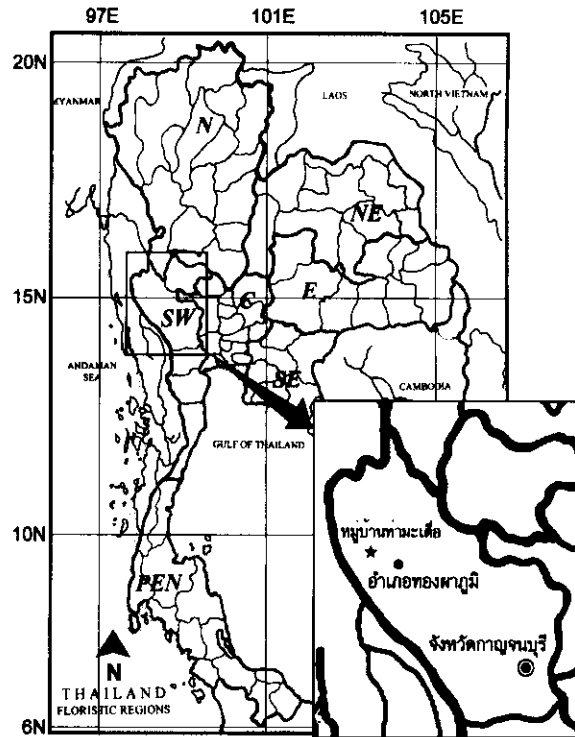 97E 101E 105E
20N
MYANMAR
LAOS
NORTH VIETNAM
N
NE
15N
SW
C
E
ANDAMAN
SEA
SE
CAMBODIA
GULF OF THAILAND
10N
หมู่บ้านท่ามะเดื่อ
อำเภอทองผาภูมิ
PEN
จังหวัดกาญจนบุรี
N
THAILAND
FLORISTIC REGIONS
6N